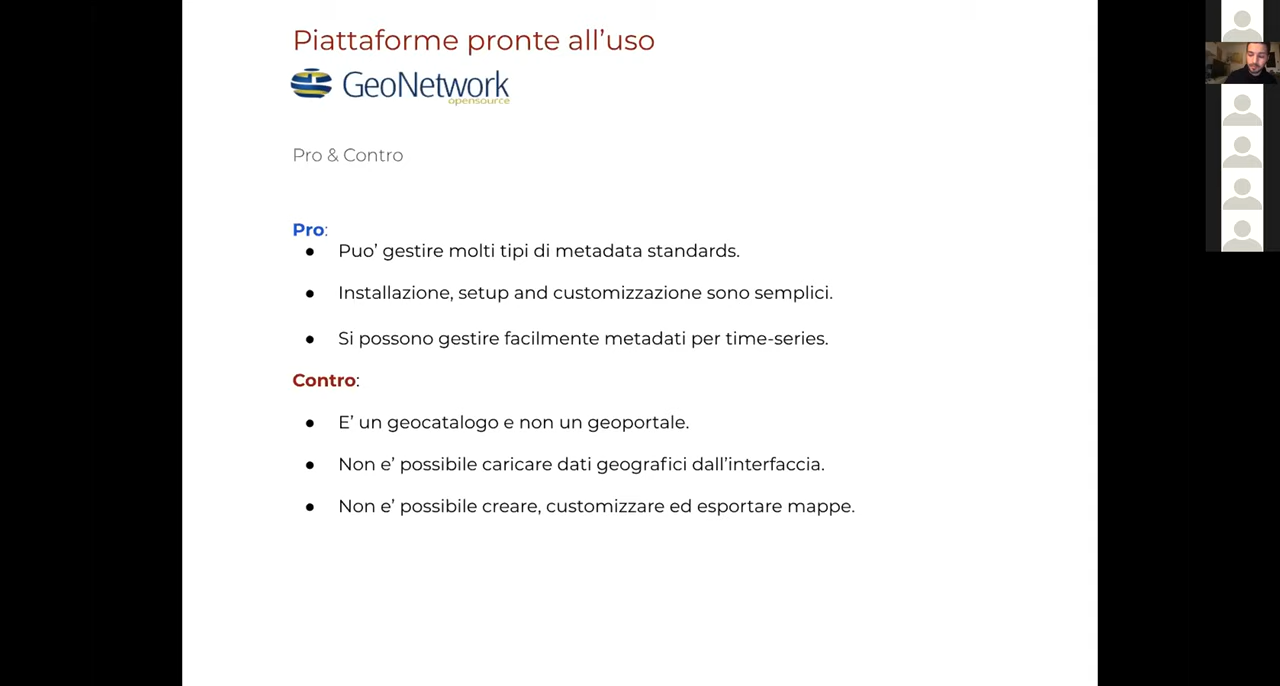 Piattaforme pronte all’uso
GeoNetwork
opensource
Pro & Contro
Pro:
● Puo’ gestire molti tipi di metadata standards.
● Installazione, setup and customizzazione sono semplici.
● Si possono gestire facilmente metadati per time-series.
Contro:
● E’ un geocatalogo e non un geoportale.
● Non e’ possibile caricare dati geografici dall’interfaccia.
● Non e’ possibile creare, customizzare ed esportare mappe.